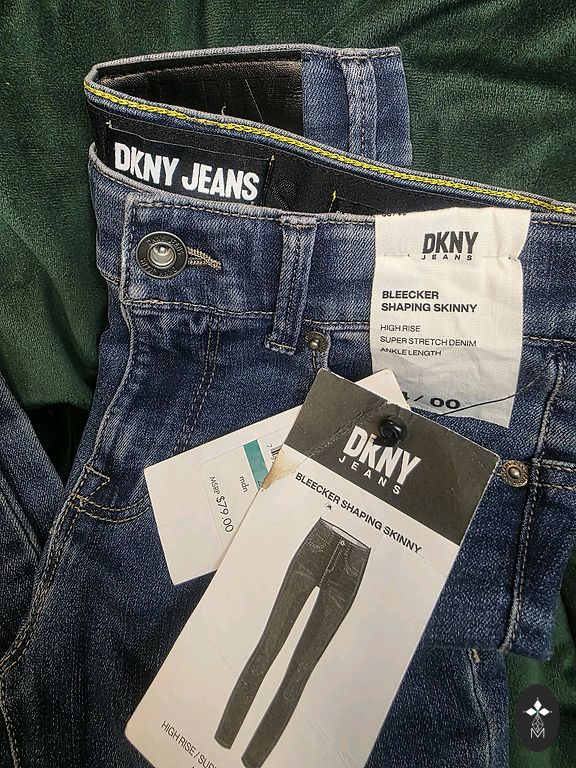 DKNY JEANS
DKNY
JEANS
BLEECKER
SHAPING SKINNY
HIGH RISE
SUPER STRETCH DENIM
ANKLE LENGTH
/ 00
DKNY
JEANS
BLEECKER SHAPING SKINNY
HIGH RISE /
mdn
MSRP $79.00
M